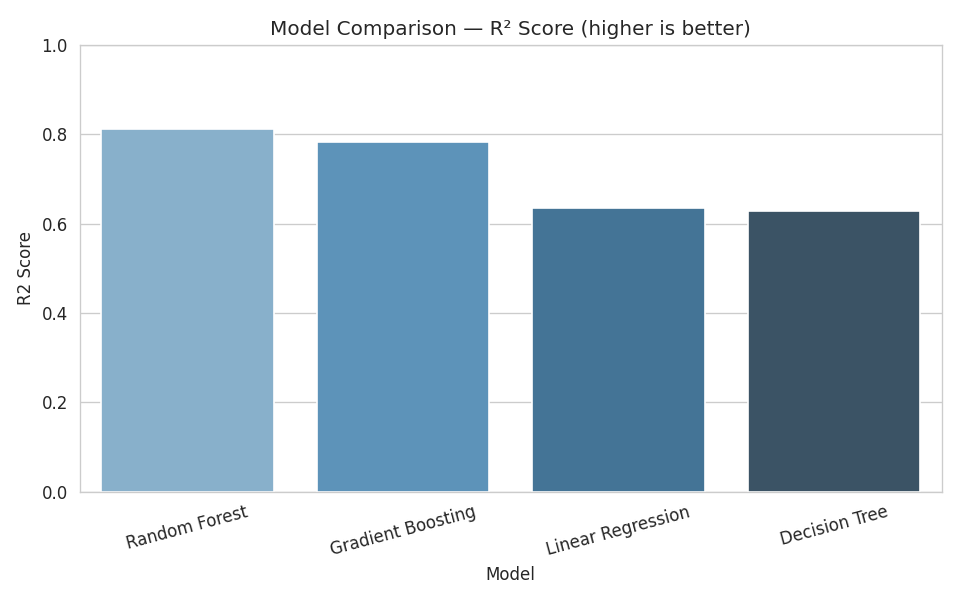 Model Comparison — R² Score (higher is better)
1.0
0.8
0.6
0.4
0.2
0.0
R2 Score
Random Forest
Gradient Boosting
Linear Regression
Decision Tree
Model